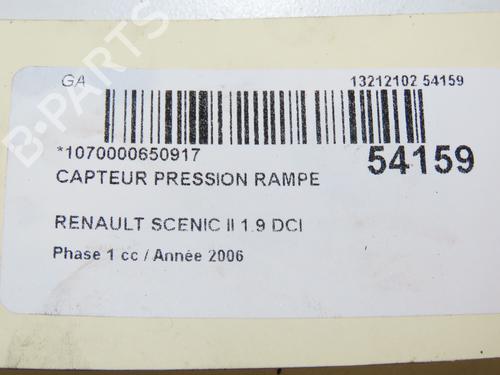 GA
13212102 54159
*1070000650917
54159
CAPTEUR PRESSION RAMPE
RENAULT SCENIC II 1.9 DCI
Phase 1 cc / Année 2006
B-PARTS